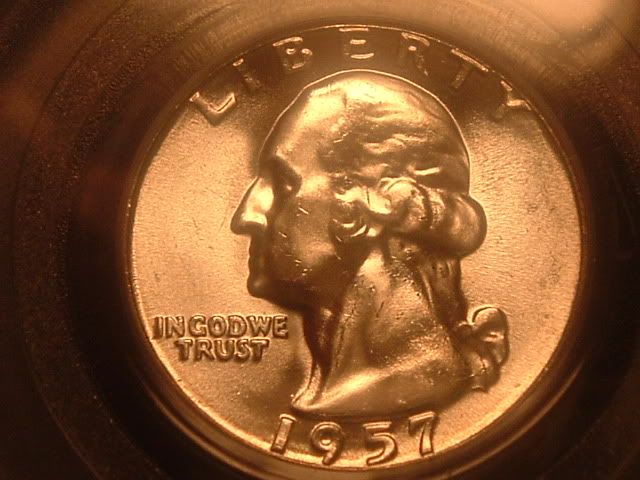 LIBERTY
IN GOD WE
TRUST
1957